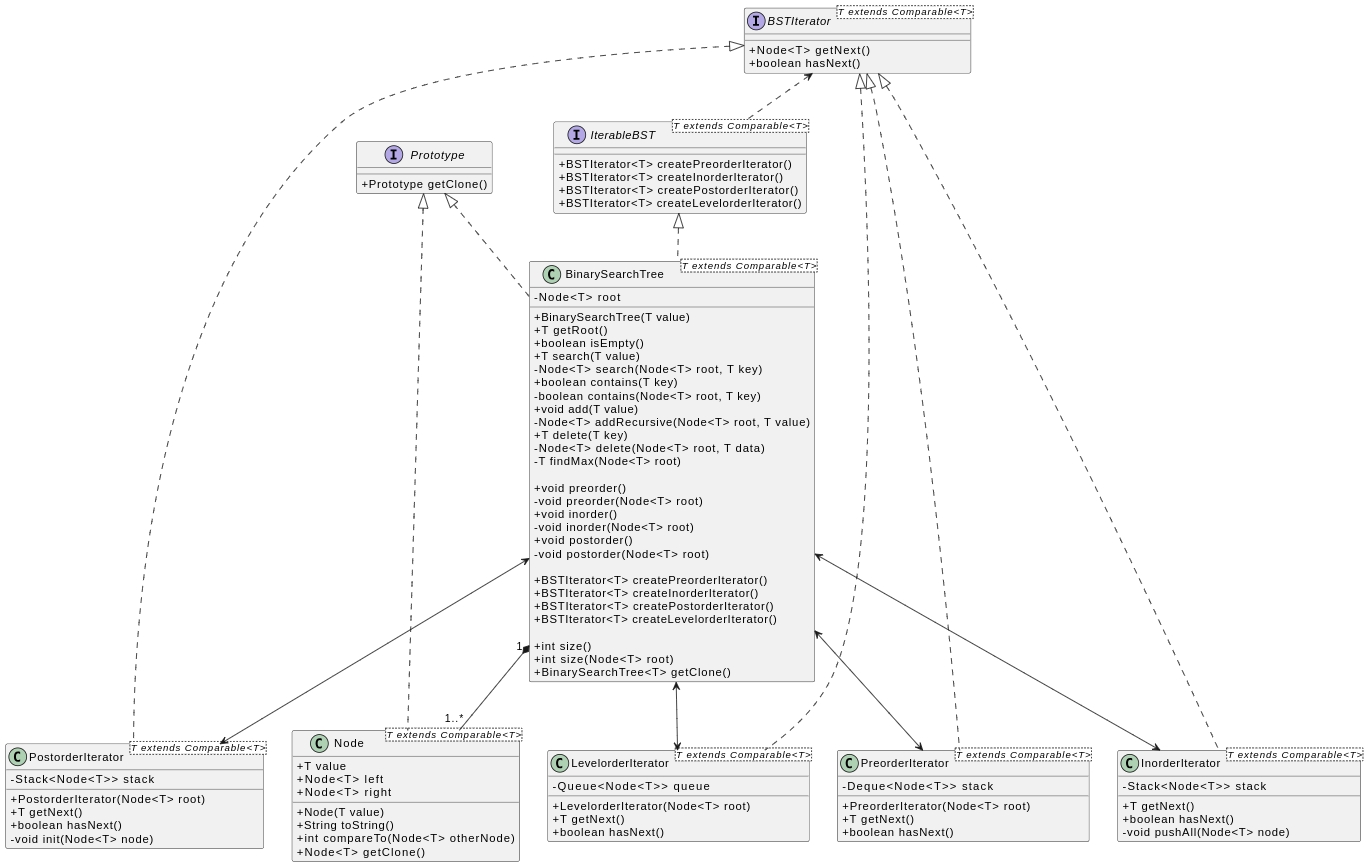 T extends Comparable<T>
I BSTIterator
+Node<T> getNext()
+boolean hasNext()
T extends Comparable<T>
I IterableBST
+BSTIterator<T> createPreorderIterator()
+BSTIterator<T> createInorderIterator()
+BSTIterator<T> createPostorderIterator()
+BSTIterator<T> createLevelorderIterator()
I Prototype
+Prototype getClone()
T extends Comparable<T>
C BinarySearchTree
-Node<T> root
+BinarySearchTree(T value)
+T getRoot()
+boolean isEmpty()
+T search(T value)
-Node<T> search(Node<T> root, T key)
+boolean contains(T key)
-boolean contains(Node<T> root, T key)
+void add(T value)
-Node<T> addRecursive(Node<T> root, T value)
+T delete(T key)
-Node<T> delete(Node<T> root, T data)
-T findMax(Node<T> root)
+void preorder()
-void preorder(Node<T> root)
+void inorder()
-void inorder(Node<T> root)
+void postorder()
-void postorder(Node<T> root)
+BSTIterator<T> createPreorderIterator()
+BSTIterator<T> createInorderIterator()
+BSTIterator<T> createPostorderIterator()
+BSTIterator<T> createLevelorderIterator()
+int size()
+int size(Node<T> root)
+BinarySearchTree<T> getClone()
1
1..*
T extends Comparable<T>
C PostorderIterator
-Stack<Node<T>> stack
+PostorderIterator(Node<T> root)
+T getNext()
+boolean hasNext()
-void init(Node<T> node)
T extends Comparable<T>
C Node
+T value
+Node<T> left
+Node<T> right
+Node(T value)
+String toString()
+int compareTo(Node<T> otherNode)
+Node<T> getClone()
T extends Comparable<T>
C LevelorderIterator
-Queue<Node<T>> queue
+LevelorderIterator(Node<T> root)
+T getNext()
+boolean hasNext()
T extends Comparable<T>
C PreorderIterator
-Deque<Node<T>> stack
+PreorderIterator(Node<T> root)
+T getNext()
+boolean hasNext()
T extends Comparable<T>
C InorderIterator
-Stack<Node<T>> stack
+T getNext()
+boolean hasNext()
-void pushAll(Node<T> node)